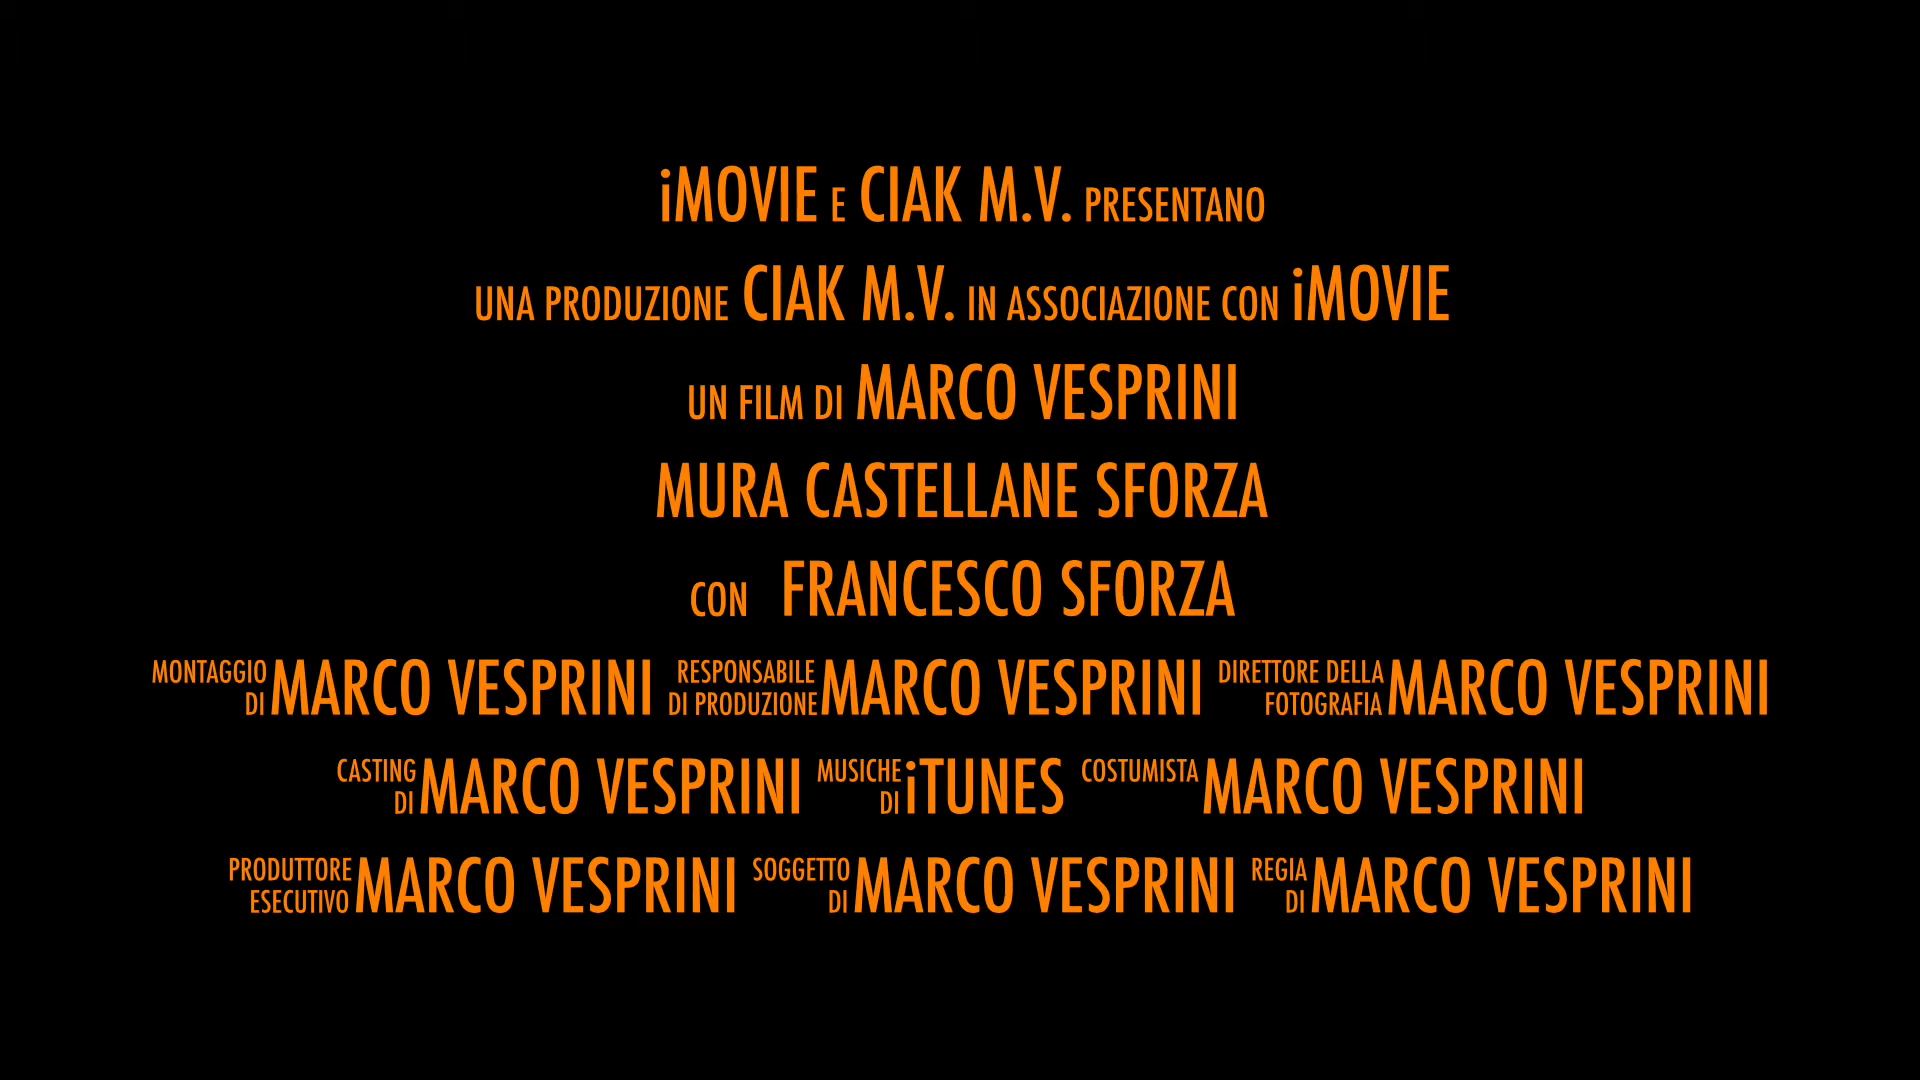 iMOVIE E CIAK M.V. PRESENTANO
UNA PRODUZIONE CIAK M.V. IN ASSOCIAZIONE CON iMOVIE
UN FILM DI MARCO VESPRINI
MURA CASTELLANE SFORZA
CON FRANCESCO SFORZA
MONTAGGIO DI MARCO VESPRINI RESPONSABILE DI PRODUZIONE MARCO VESPRINI DIRETTORE DELLA FOTOGRAFIA MARCO VESPRINI
CASTING DI MARCO VESPRINI MUSICHE DI iTUNES COSTUMISTA MARCO VESPRINI
PRODUTTORE ESECUTIVO MARCO VESPRINI SOGGETTO DI MARCO VESPRINI REGIA DI MARCO VESPRINI